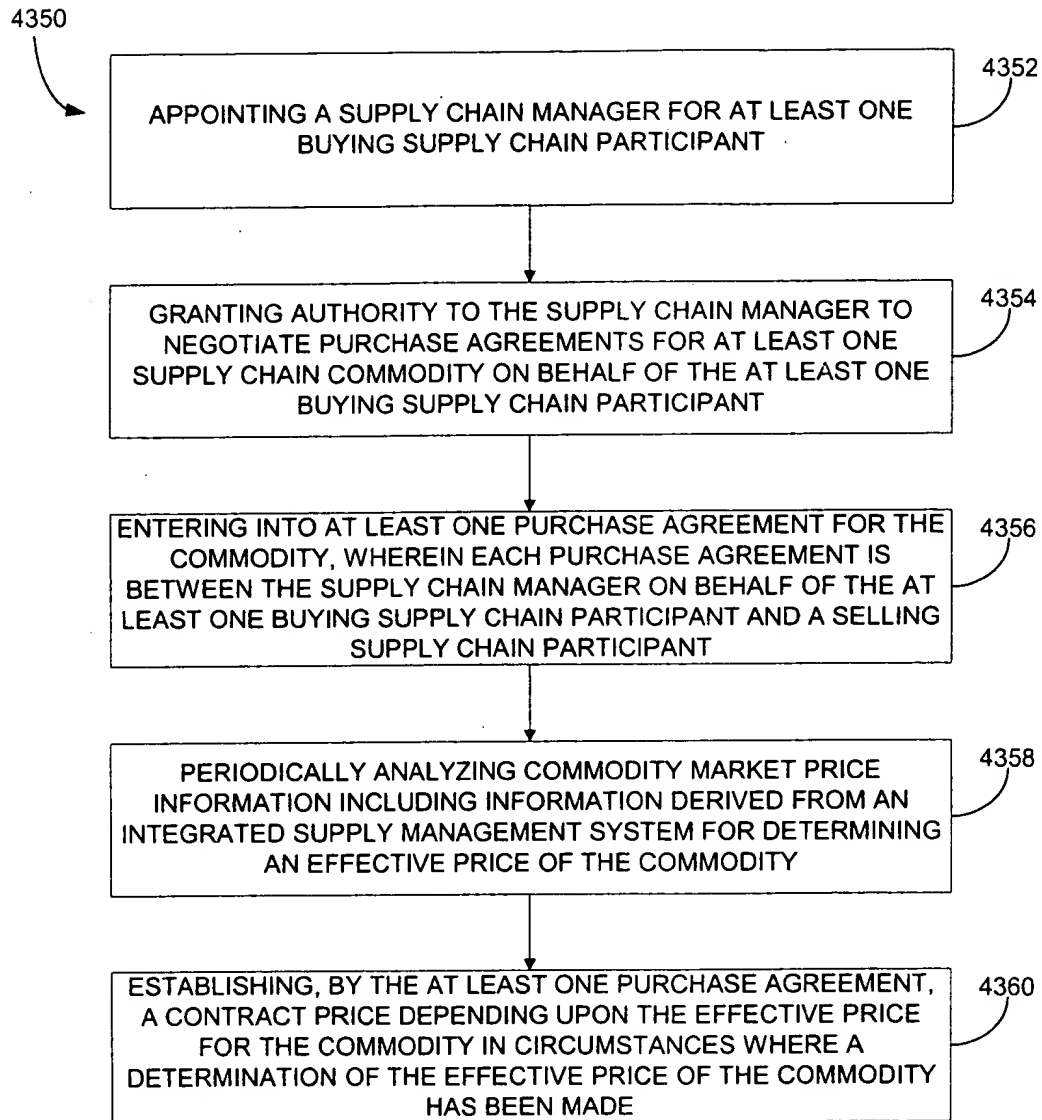 4350
4352
APPOINTING A SUPPLY CHAIN MANAGER FOR AT LEAST ONE
BUYING SUPPLY CHAIN PARTICIPANT
4354
GRANTING AUTHORITY TO THE SUPPLY CHAIN MANAGER TO
NEGOTIATE PURCHASE AGREEMENTS FOR AT LEAST ONE
SUPPLY CHAIN COMMODITY ON BEHALF OF THE AT LEAST ONE
BUYING SUPPLY CHAIN PARTICIPANT
4356
ENTERING INTO AT LEAST ONE PURCHASE AGREEMENT FOR THE
COMMODITY, WHEREIN EACH PURCHASE AGREEMENT IS
BETWEEN THE SUPPLY CHAIN MANAGER ON BEHALF OF THE AT
LEAST ONE BUYING SUPPLY CHAIN PARTICIPANT AND A SELLING
SUPPLY CHAIN PARTICIPANT
4358
PERIODICALLY ANALYZING COMMODITY MARKET PRICE
INFORMATION INCLUDING INFORMATION DERIVED FROM AN
INTEGRATED SUPPLY MANAGEMENT SYSTEM FOR DETERMINING
AN EFFECTIVE PRICE OF THE COMMODITY
4360
ESTABLISHING, BY THE AT LEAST ONE PURCHASE AGREEMENT,
A CONTRACT PRICE DEPENDING UPON THE EFFECTIVE PRICE
FOR THE COMMODITY IN CIRCUMSTANCES WHERE A
DETERMINATION OF THE EFFECTIVE PRICE OF THE COMMODITY
HAS BEEN MADE